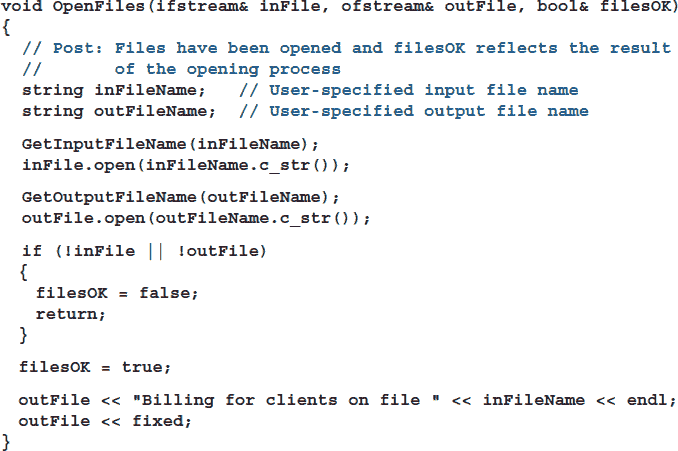 void OpenFiles(ifstream& inFile, ofstream& outFile, bool& filesOK)
{
// Post: Files have been opened and filesOK reflects the result
// of the opening process
string inFileName; // User-specified input file name
string outFileName; // User-specified output file name
GetInputFileName(inFileName);
inFile.open(inFileName.c_str());
GetOutputFileName(outFileName);
outFile.open(outFileName.c_str());
if (!inFile || !outFile)
{
filesOK = false;
return;
}
filesOK = true;
outFile << "Billing for clients on file " << inFileName << endl;
outFile << fixed;
}